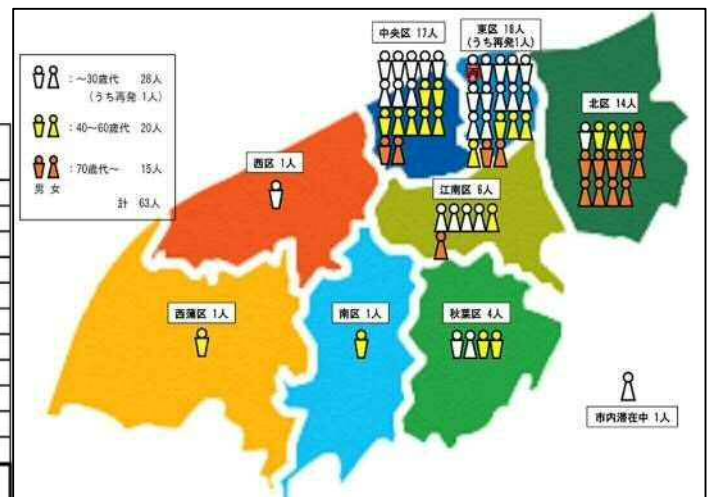 中央区 17人
東区 18人
(うち再発1人)
:~30歳代 28人
(うち再発 1人)
:40~60歳代 20人
:70歳代~ 15人
男 女
計 63人
北区 14人
西区 1人
江南区 6人
西蒲区 1人
南区 1人
秋葉区 4人
市内滞在中 1人